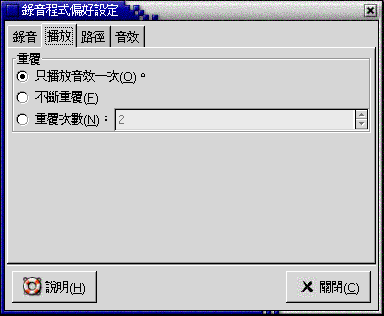 錄音程式偏好設定
錄音 播放 路徑 音效
重覆
只播放音效一次(O)。
不斷重覆(F)
重覆次數(N)： 2
說明(H) 關閉(C)